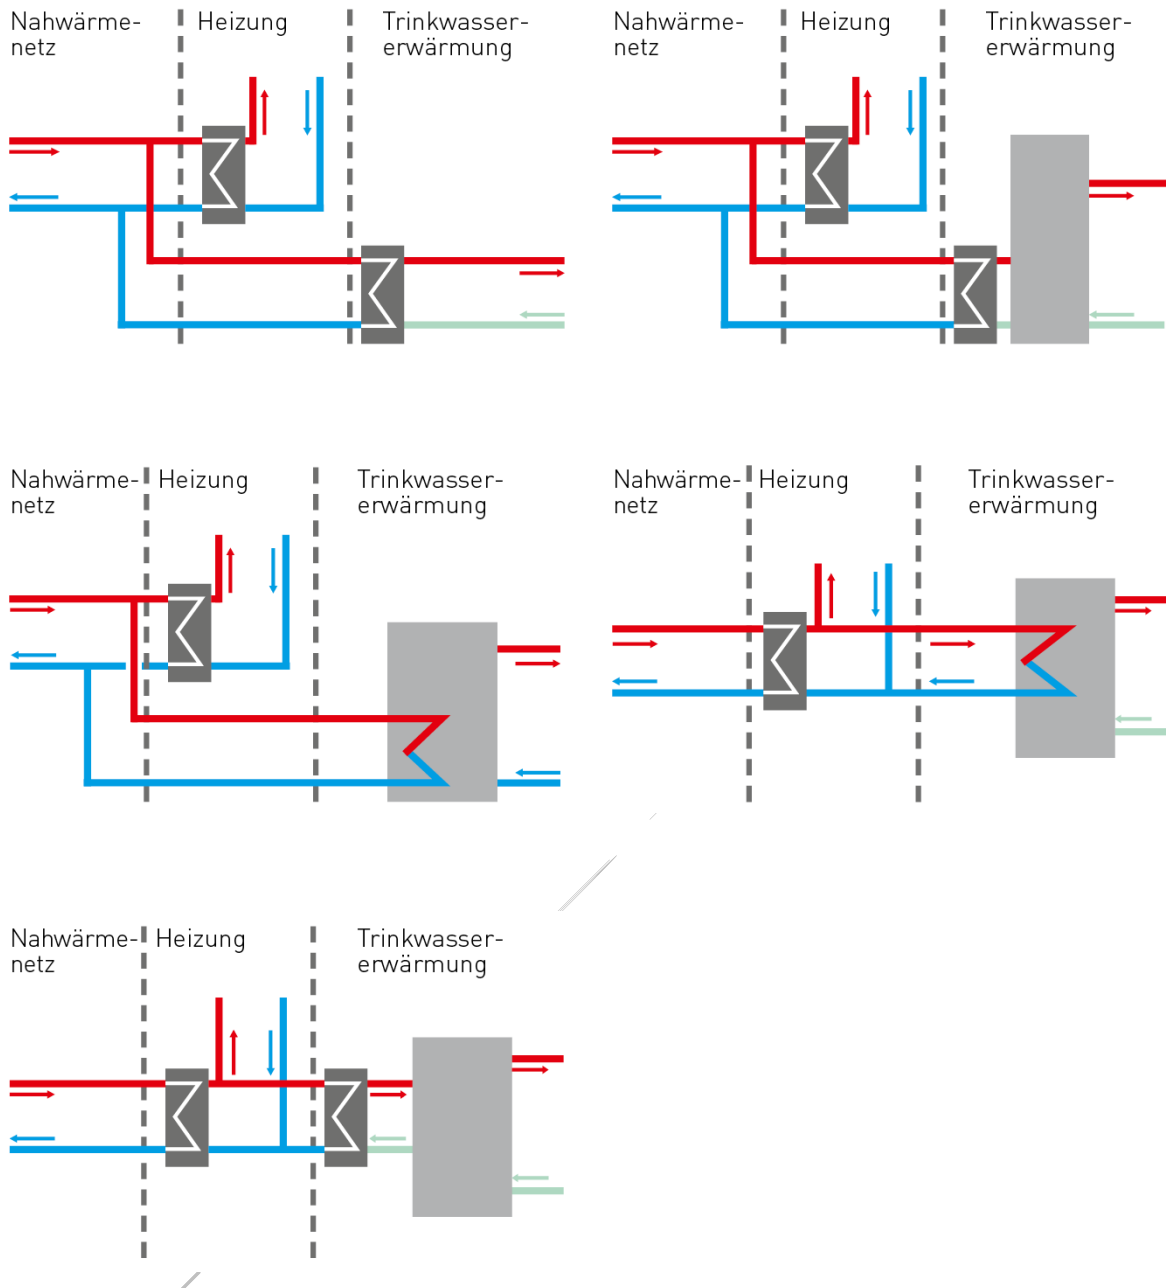 Nahwärme-
netz
Heizung
Trinkwasser-
erwärmung
Nahwärme-
netz
Heizung
Trinkwasser-
erwärmung
Nahwärme-
netz
Heizung
Trinkwasser-
erwärmung
Nahwärme-
netz
Heizung
Trinkwasser-
erwärmung
Nahwärme-
netz
Heizung
Trinkwasser-
erwärmung